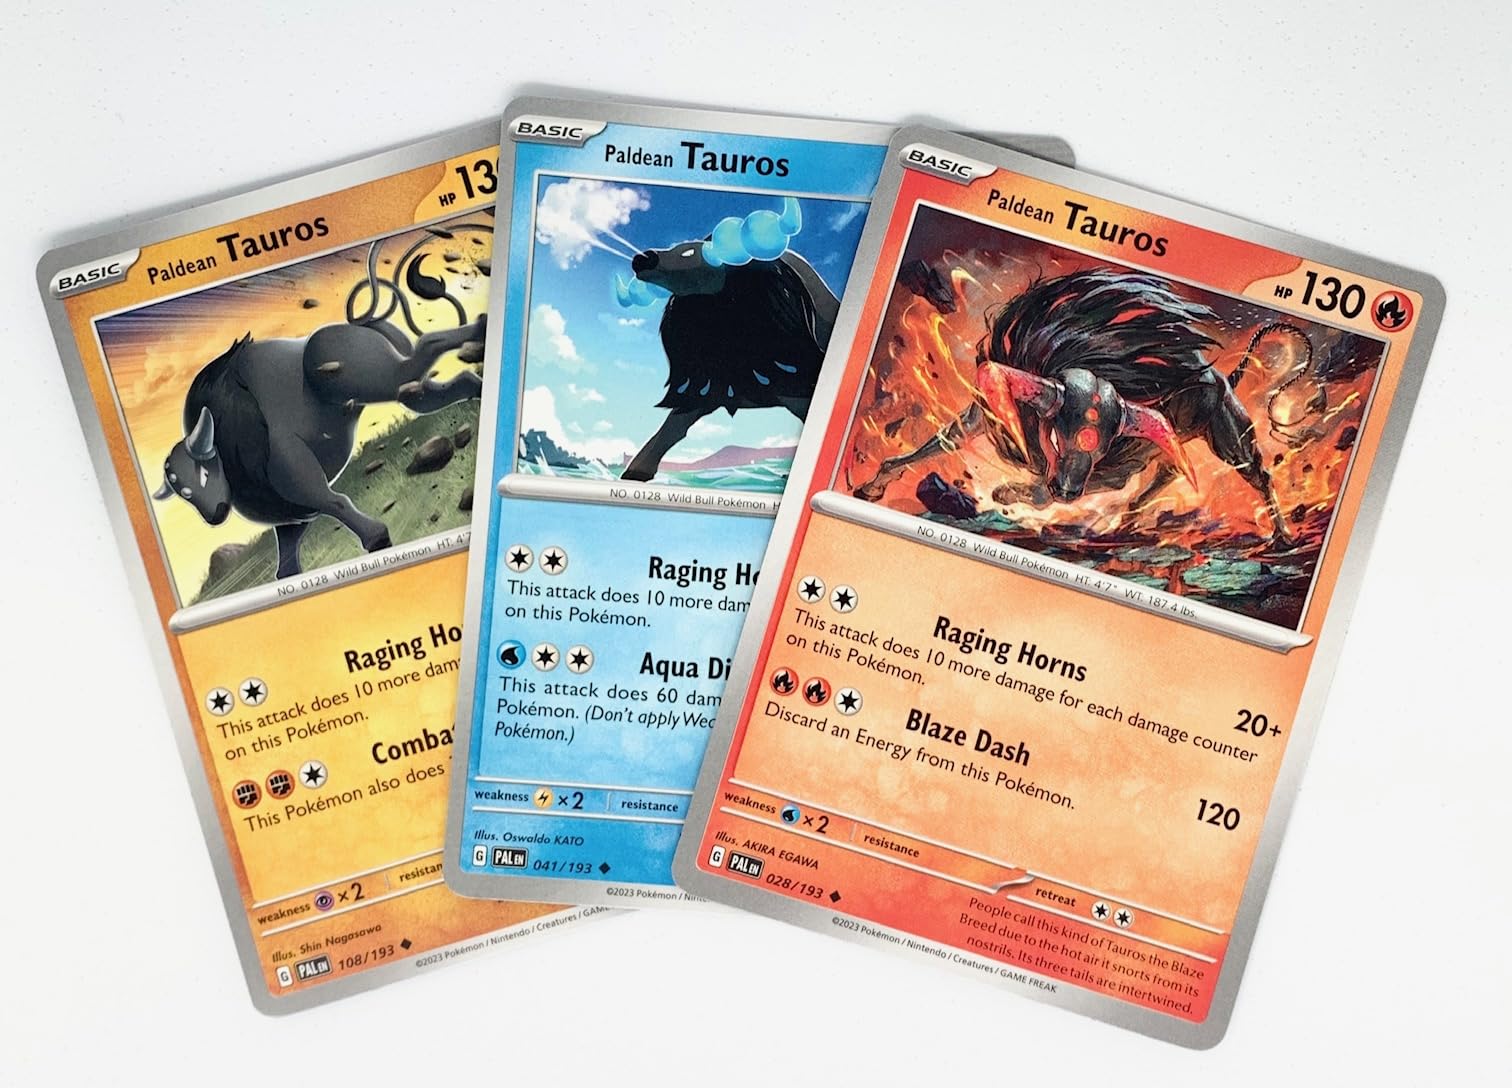 BASIC
Paldean Tauros
HP 13
NO. 0128 Wild Bull Pokémon HT: 4'7
Raging Ho
This attack does 10 more dam
on this Pokémon.
Comba
This Pokémon also does
weakness ×2
resistan
Illus. Shin Nagasawa
G PAL EN 108/193
©2023 Pokémon / Nintendo / Creatures / GAM
BASIC
Paldean Tauros
NO. 0128 Wild Bull Pokémon H
Raging Ho
This attack does 10 more dam
on this Pokémon.
Aqua Di
This attack does 60 dam
Pokémon. (Don't apply Wea
Pokémon.)
weakness ×2
resistance
Illus. Oswaldo KATO
G PAL EN 041/193
©2023 Pokémon / Ninte
BASIC
Paldean Tauros
HP 130
NO. 0128 Wild Bull Pokémon HT: 4'7" WT: 187.4 lbs.
Raging Horns
20+
This attack does 10 more damage for each damage counter
on this Pokémon.
Blaze Dash
120
Discard an Energy from this Pokémon.
weakness ×2
resistance
retreat
Illus. AKIRA EGAWA
G PAL EN 028/193
People call this kind of Tauros the Blaze
Breed due to the hot air it snorts from its
nostrils. Its three tails are intertwined.
©2023 Pokémon / Nintendo / Creatures / GAME FREAK